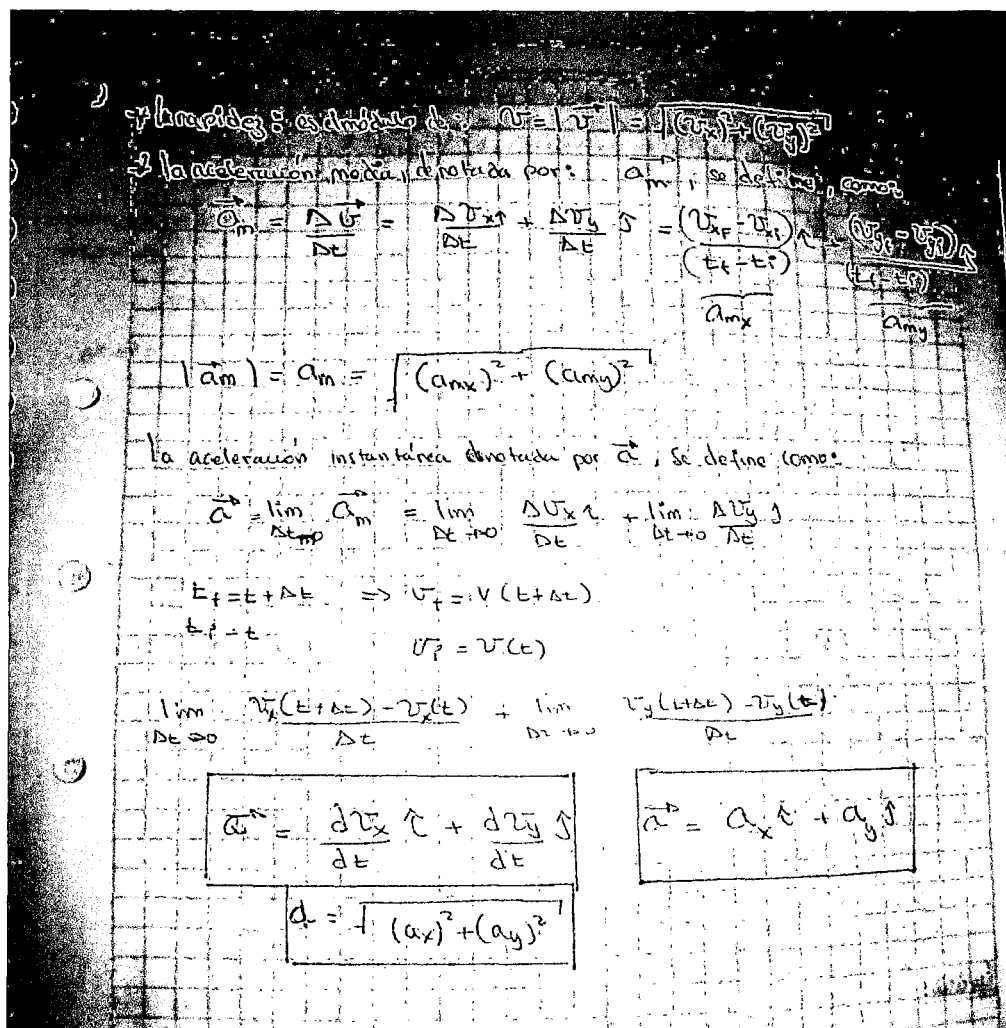 → la rapidez: es el módulo de: v = |v⃗| = √((vx)² + (vy)²)
→ la aceleración media, denotada por: a⃗m, se define, como:
a⃗m = Δv⃗/Δt = Δvx/Δt î + Δvy/Δt ĵ = (vxf - vxi)/(tf - ti) î + (vyf - vyi)/(tf - ti) ĵ
amx amy
|a⃗m| = am = √((amx)² + (amy)²)
la aceleración instantánea denotada por a⃗, se define como:
a⃗ = lim Δt→0 a⃗m = lim Δt→0 Δvx/Δt î + lim Δt→0 Δvy/Δt ĵ
tf = t + Δt => vf = v(t+Δt)
ti = t
vi = v(t)
lim Δt→0 (vx(t+Δt) - vx(t))/Δt + lim Δt→0 (vy(t+Δt) - vy(t))/Δt
a⃗ = dvx/dt î + dvy/dt ĵ
a⃗ = ax î + ay ĵ
a = √((ax)² + (ay)²)